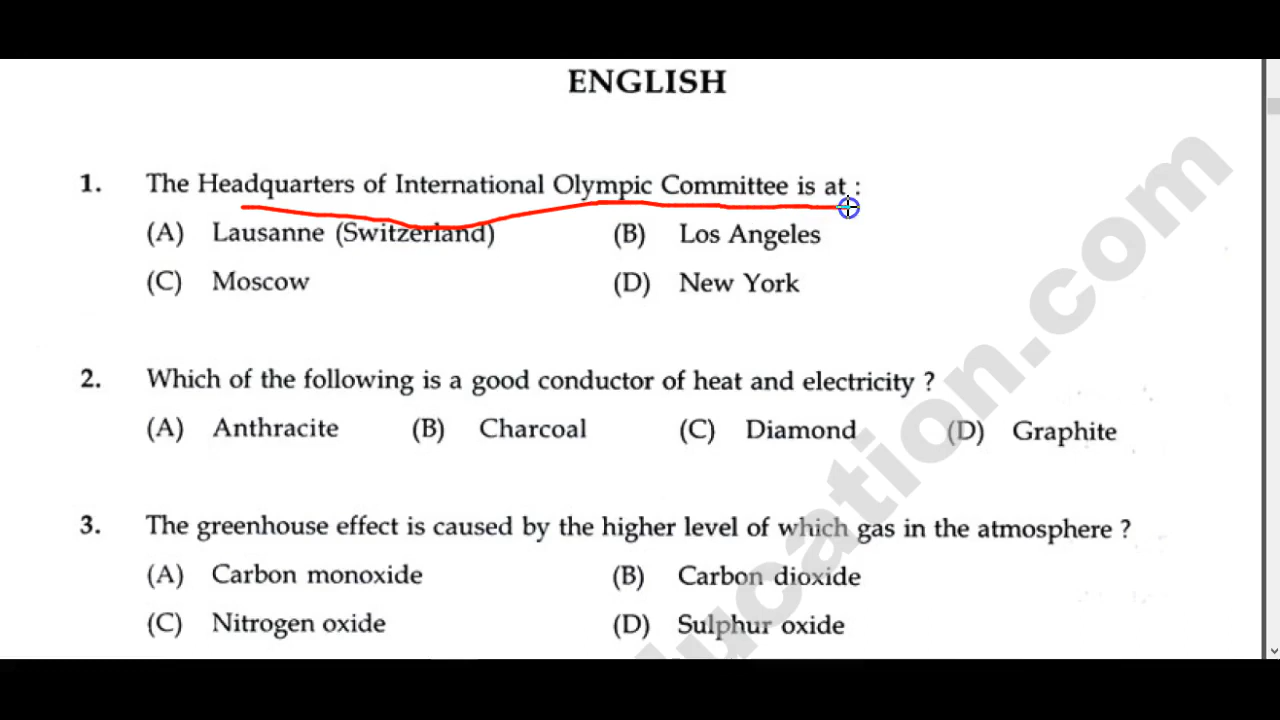 ENGLISH
1. The Headquarters of International Olympic Committee is at :
(A) Lausanne (Switzerland) (B) Los Angeles
(C) Moscow (D) New York
2. Which of the following is a good conductor of heat and electricity ?
(A) Anthracite (B) Charcoal (C) Diamond (D) Graphite
3. The greenhouse effect is caused by the higher level of which gas in the atmosphere ?
(A) Carbon monoxide (B) Carbon dioxide
(C) Nitrogen oxide (D) Sulphur oxide
ucation.com